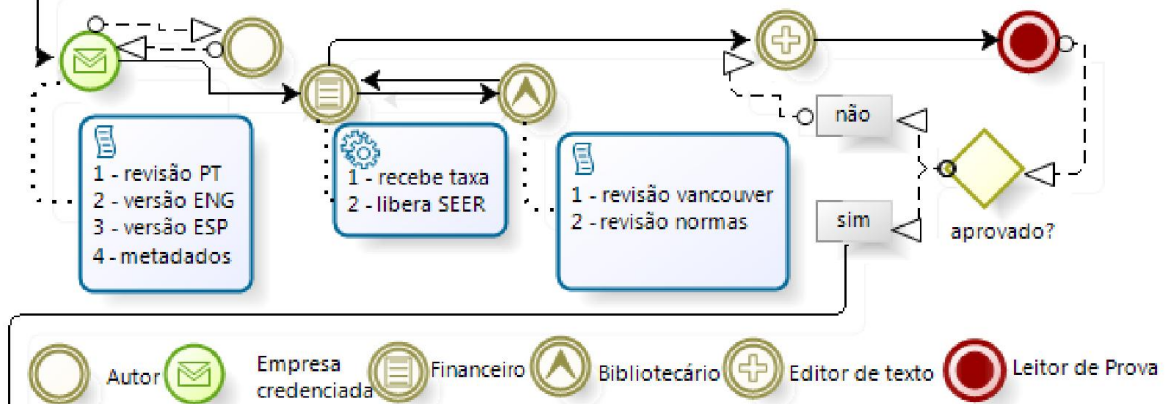 1 - revisão PT
2 - versão ENG
3 - versão ESP
4 - metadados
1 - recebe taxa
2 - libera SEER
1 - revisão vancouver
2 - revisão normas
não
sim
aprovado?
Autor
Empresa
credenciada
Financeiro
Bibliotecário
Editor de texto
Leitor de Prova